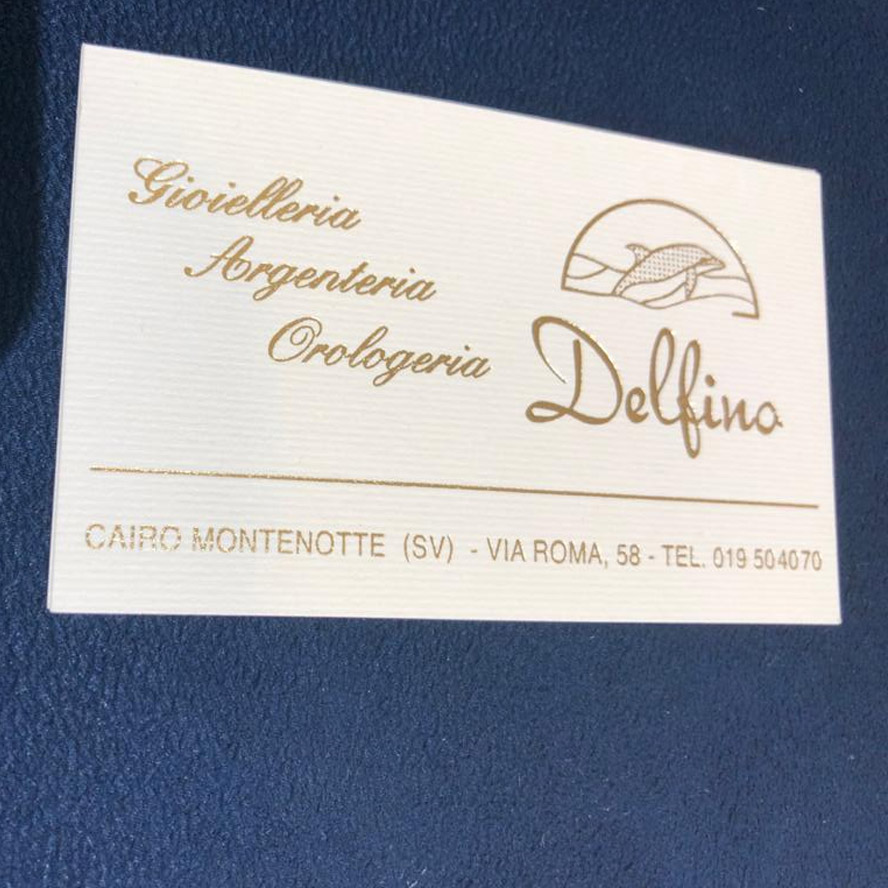 Gioielleria
Argenteria
Orologeria
Delfino
CAIRO MONTENOTTE (SV) - VIA ROMA, 58 - TEL. 019 504070